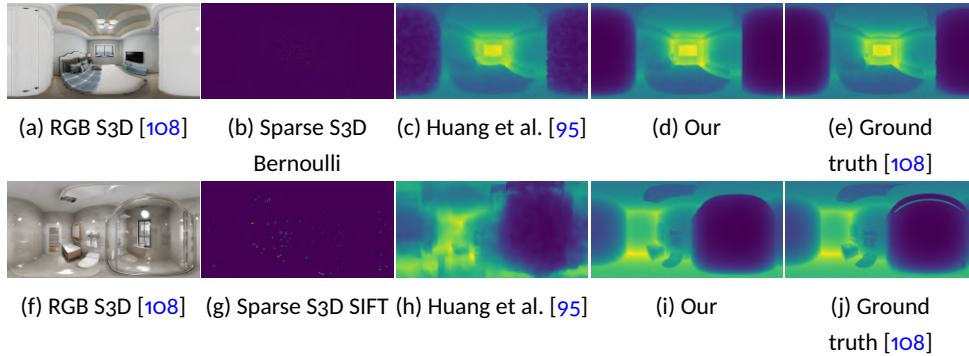 (a) RGB S3D [108] (b) Sparse S3D (c) Huang et al. [95] (d) Our (e) Ground
Bernoulli truth [108]
(f) RGB S3D [108] (g) Sparse S3D SIFT (h) Huang et al. [95] (i) Our (j) Ground
truth [108]